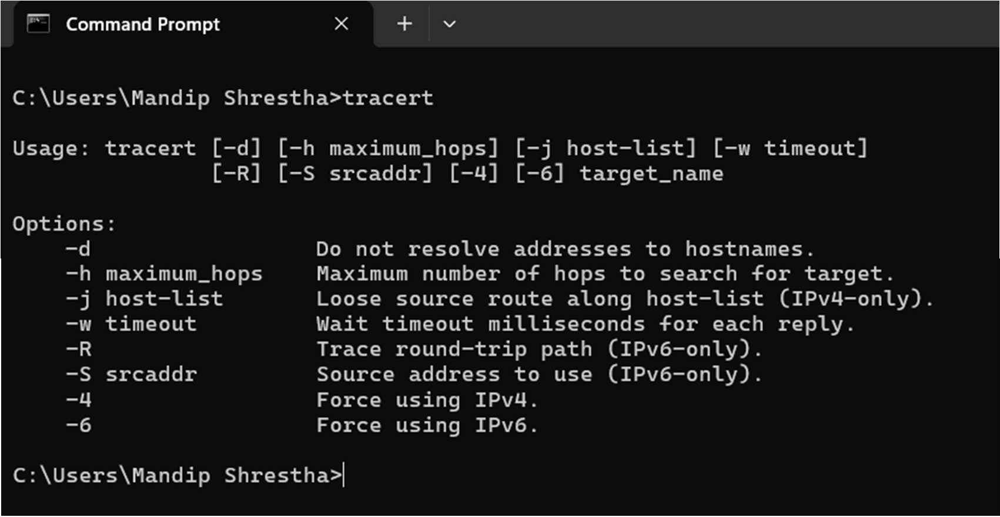 Command Prompt
C:\Users\Mandip Shrestha>tracert
Usage: tracert [-d] [-h maximum_hops] [-j host-list] [-w timeout]
[-R] [-S srcaddr] [-4] [-6] target_name
Options:
-d Do not resolve addresses to hostnames.
-h maximum_hops Maximum number of hops to search for target.
-j host-list Loose source route along host-list (IPv4-only).
-w timeout Wait timeout milliseconds for each reply.
-R Trace round-trip path (IPv6-only).
-S srcaddr Source address to use (IPv6-only).
-4 Force using IPv4.
-6 Force using IPv6.
C:\Users\Mandip Shrestha>